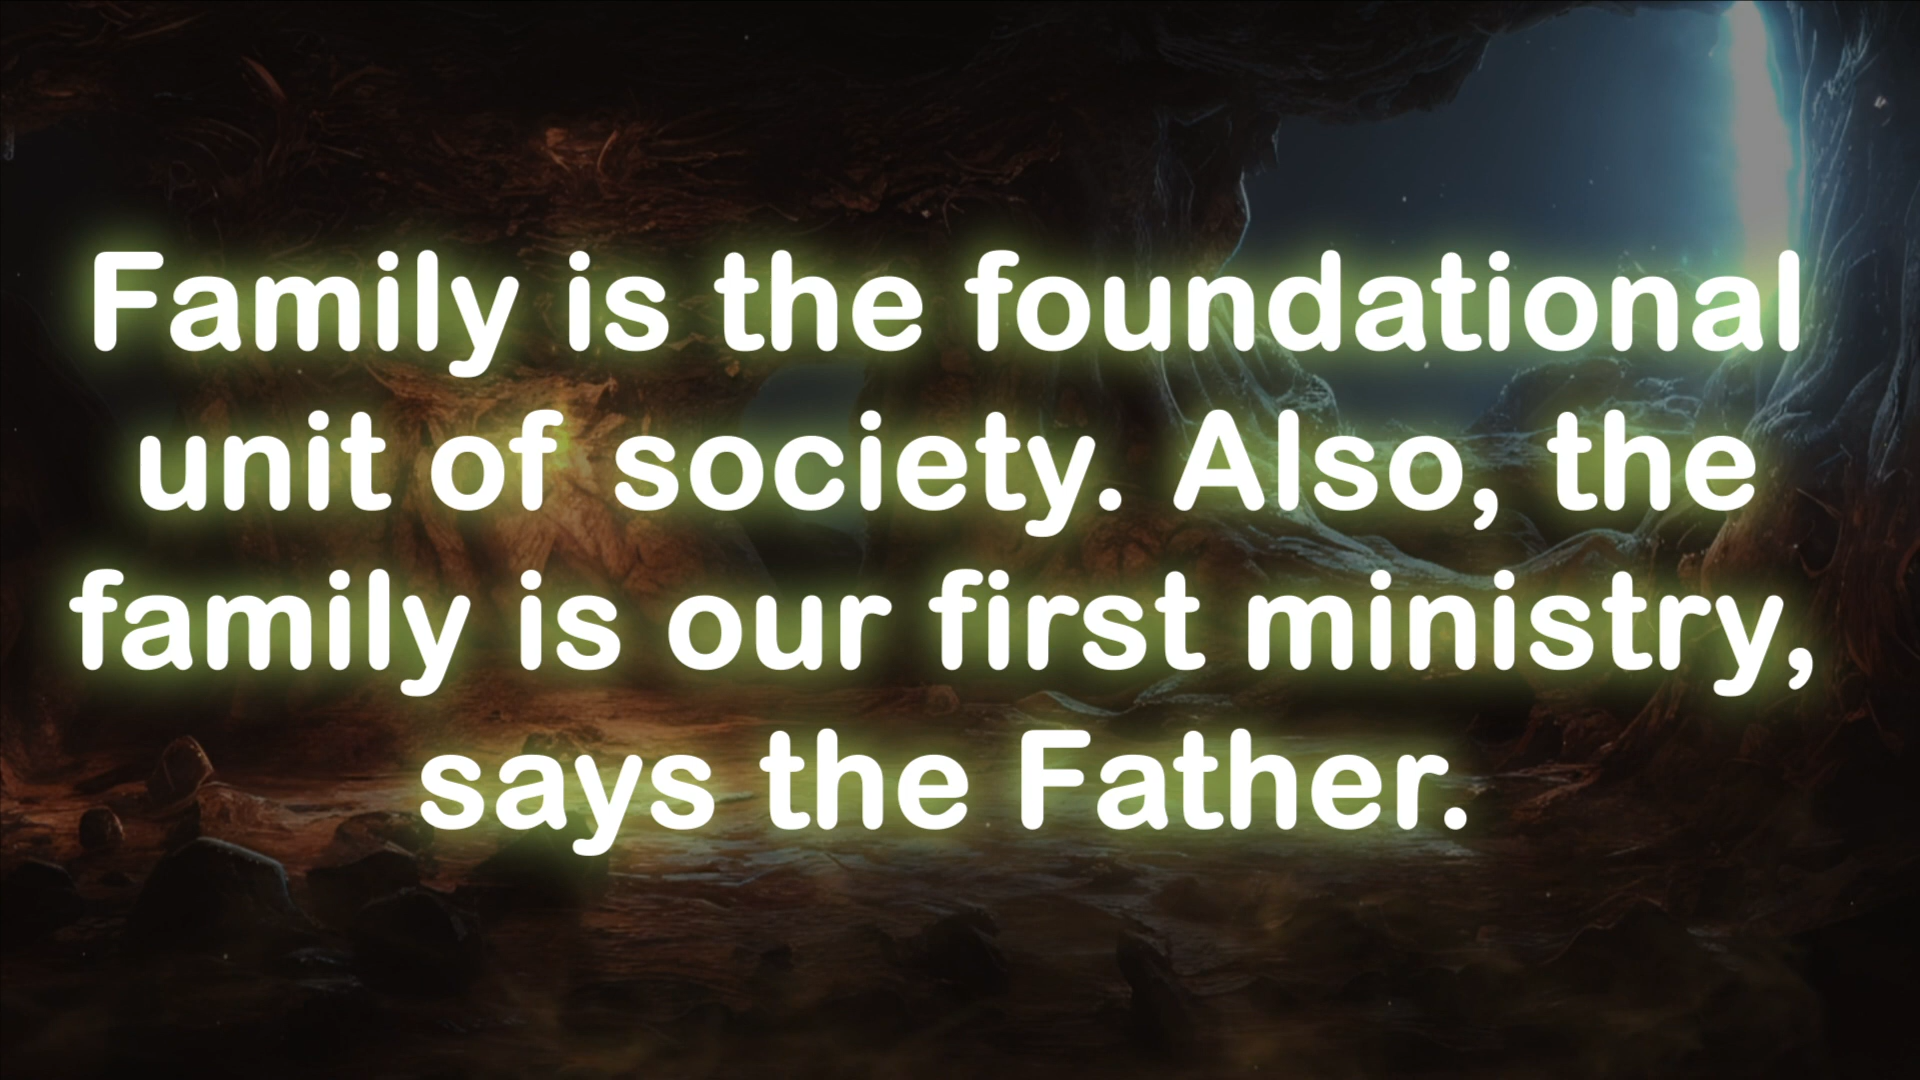 Family is the foundational
unit of society. Also, the
family is our first ministry,
says the Father.